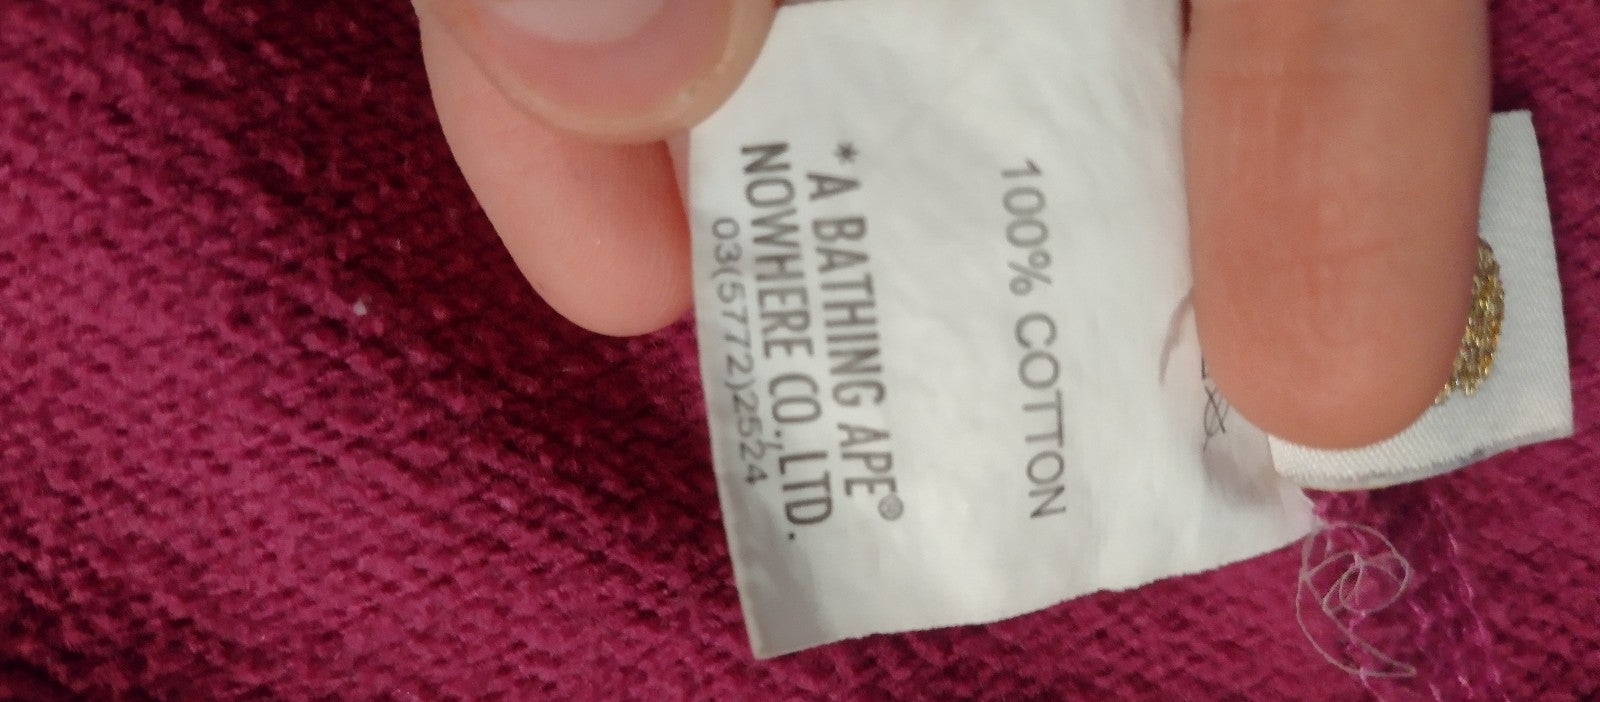 100% COTTON
*A BATHING APE®
NOWHERE CO.,LTD.
03(5772)2524